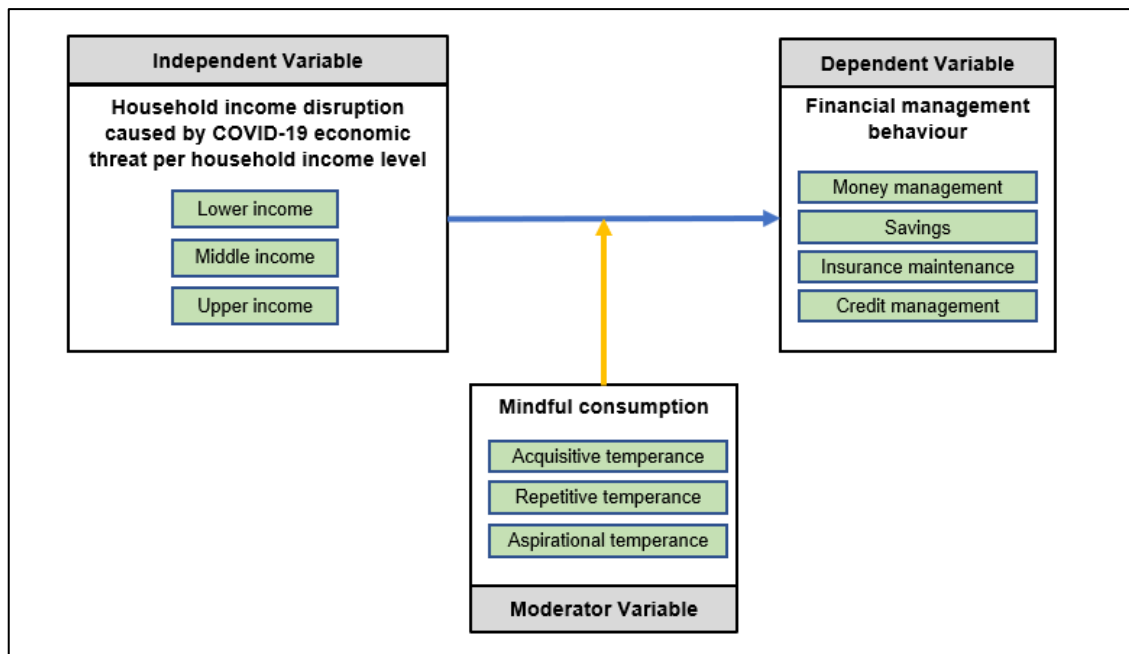 Independent Variable
Household income disruption
caused by COVID-19 economic
threat per household income level
Lower income
Middle income
Upper income
Dependent Variable
Financial management
behaviour
Money management
Savings
Insurance maintenance
Credit management
Mindful consumption
Acquisitive temperance
Repetitive temperance
Aspirational temperance
Moderator Variable